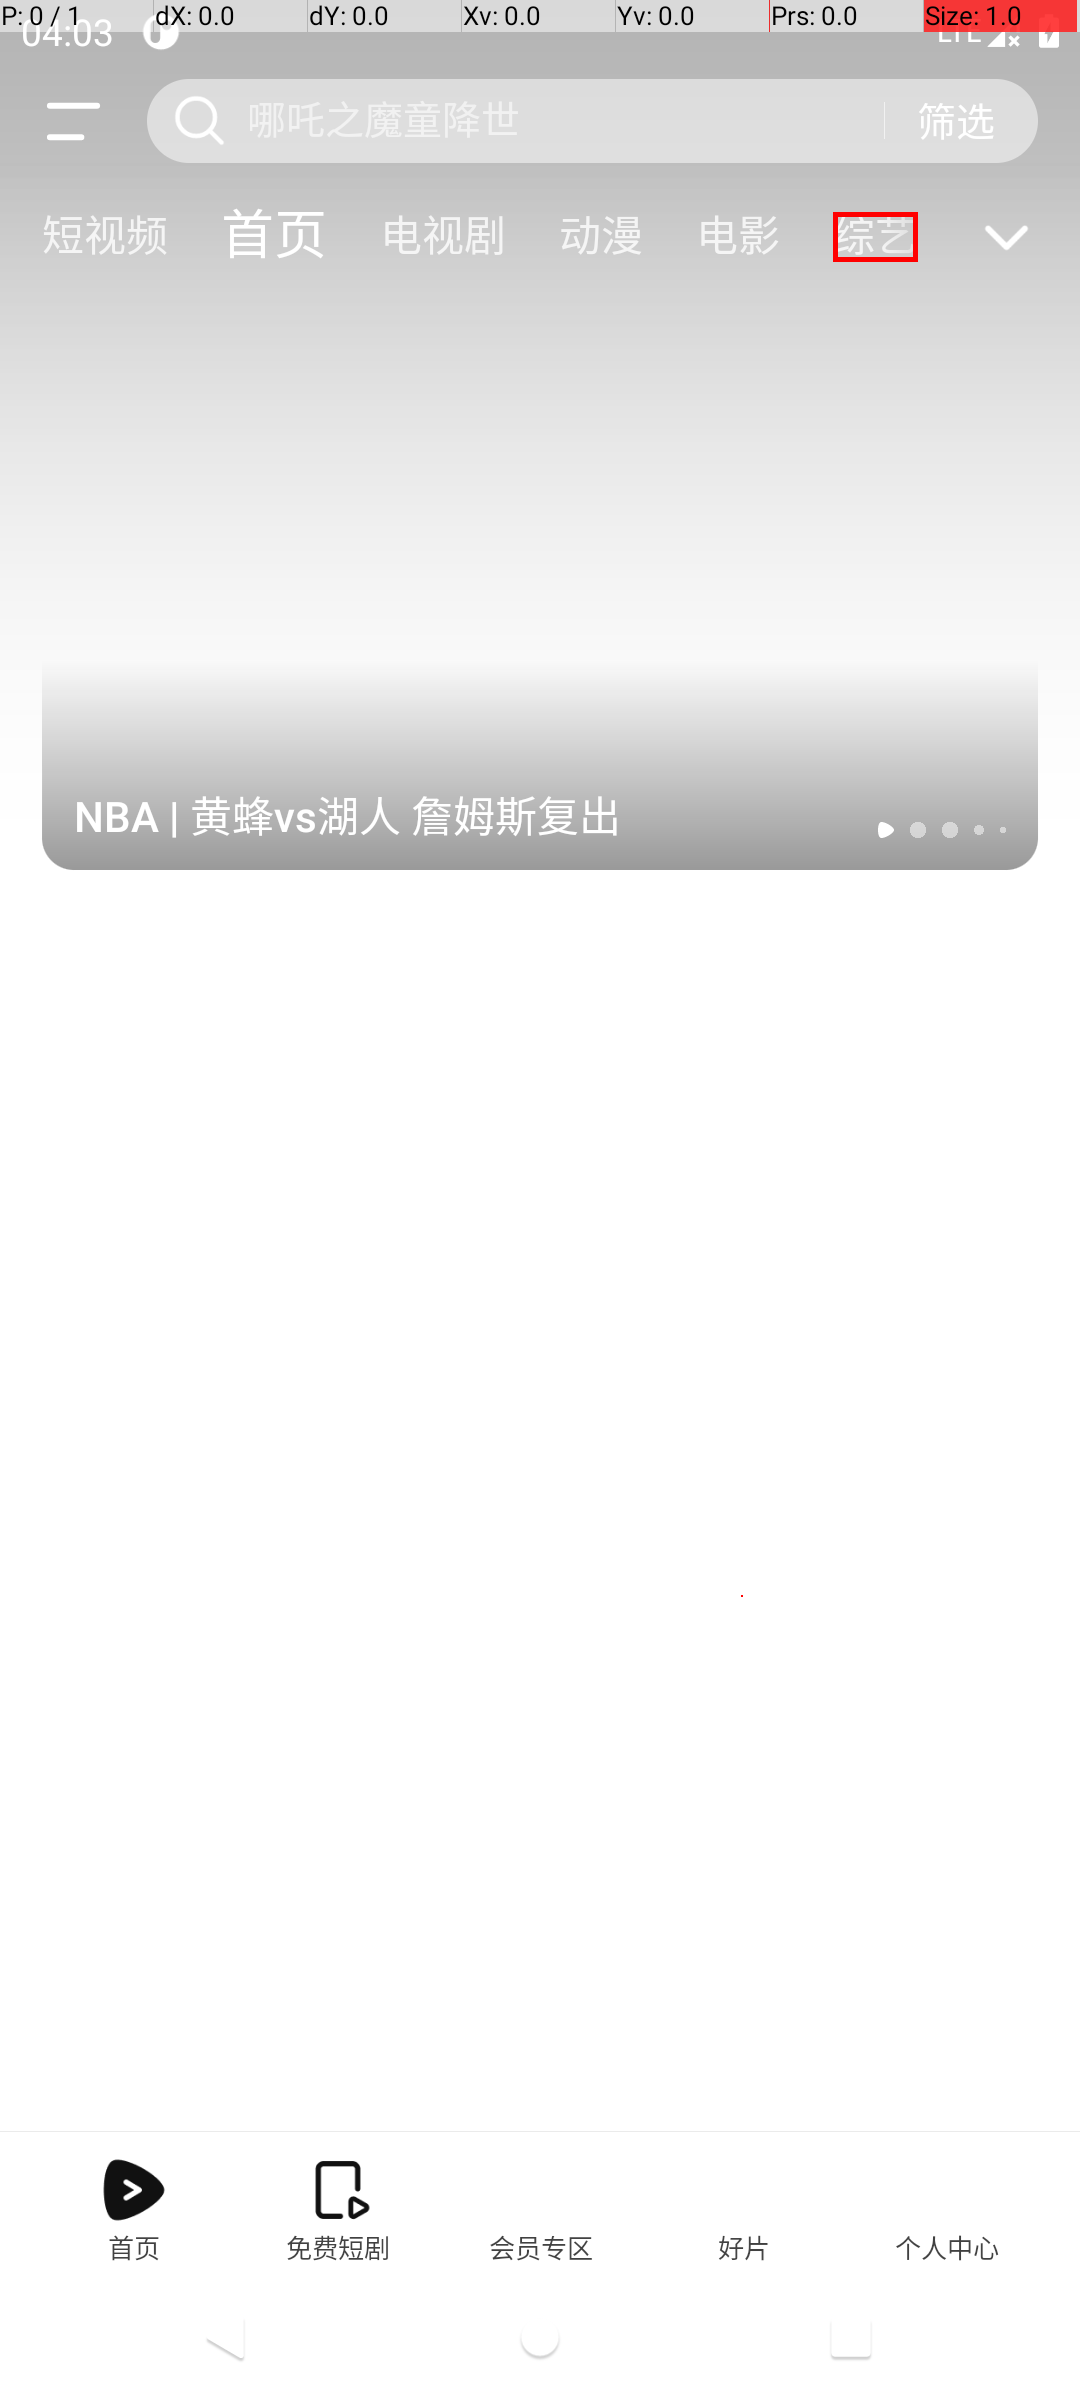 P: 0 / 1 dX: 0.0 dY: 0.0 Xv: 0.0 Yv: 0.0 Prs: 0.0 Size: 1.0
04:03 LTE
哪吒之魔童降世 筛选
短视频 首页 电视剧 动漫 电影 综艺
NBA | 黄蜂vs湖人 詹姆斯复出
首页 免费短剧 会员专区 好片 个人中心